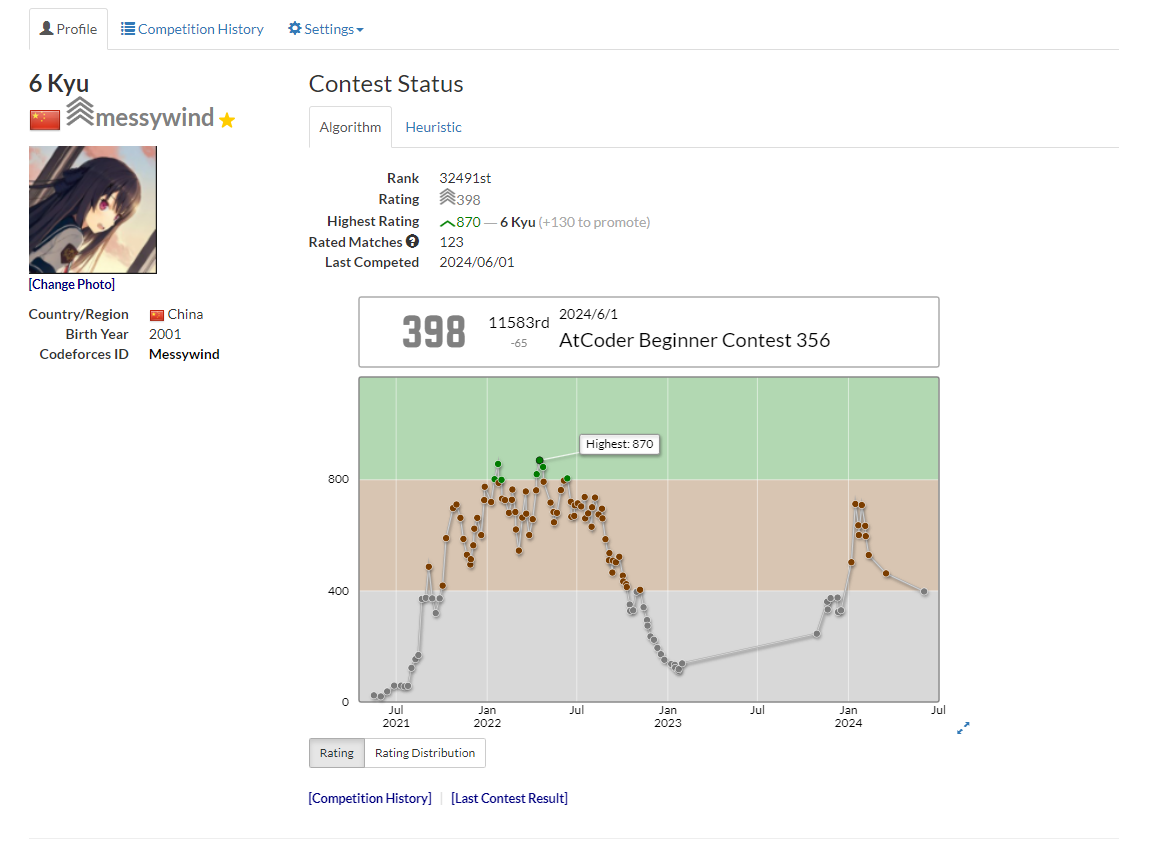 Profile Competition History Settings
6 Kyu
messywind
[Change Photo]
Country/Region China
Birth Year 2001
Codeforces ID Messywind
Contest Status
Algorithm Heuristic
Rank 32491st
Rating 398
Highest Rating 870 — 6 Kyu (+130 to promote)
Rated Matches ? 123
Last Competed 2024/06/01
398 11583rd -65 2024/6/1
AtCoder Beginner Contest 356
Highest: 870
800
400
0
Jul Jan Jul Jan Jul Jan Jul
2021 2022 2023 2024
Rating Rating Distribution
[Competition History] | [Last Contest Result]